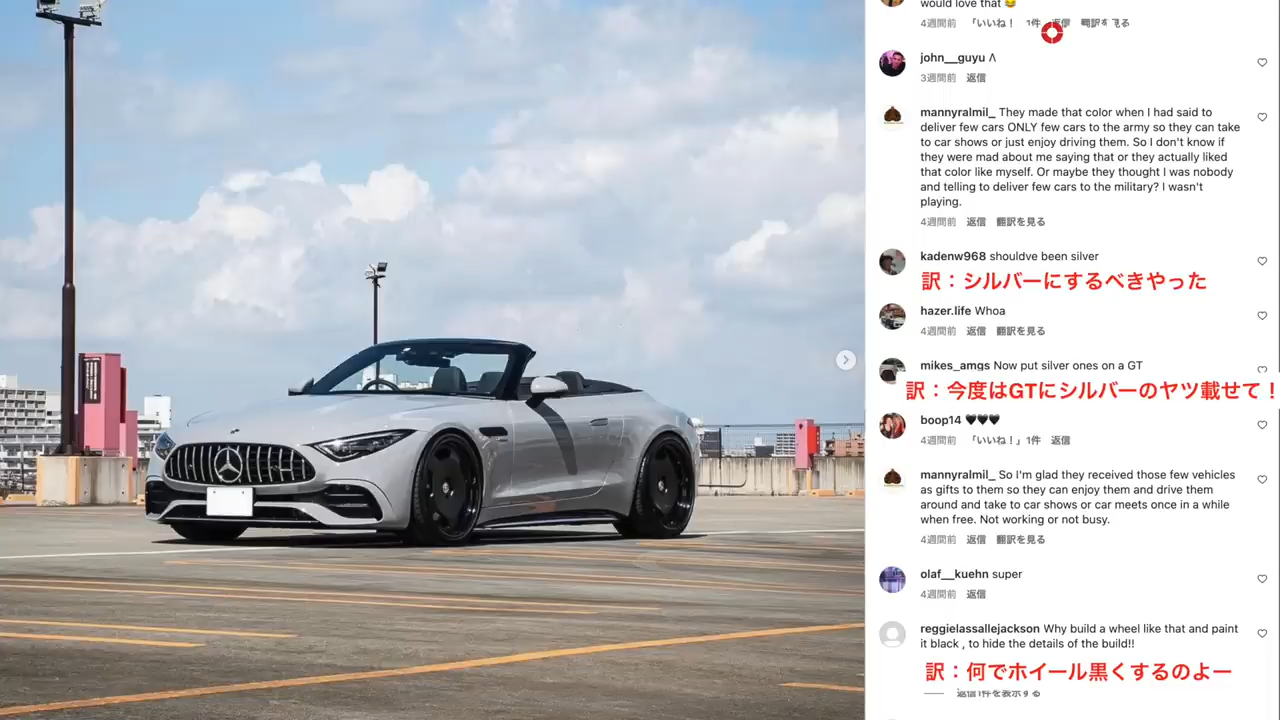 would love that 😂
4週間前 「いいね！ 1件 返信 翻訳を見る
john__guyu Λ
3週間前 返信
mannyralmil_ They made that color when I had said to
deliver few cars ONLY few cars to the army so they can take
to car shows or just enjoy driving them. So I don't know if
they were mad about me saying that or they actually liked
that color like myself. Or maybe they thought I was nobody
and telling to deliver few cars to the military? I wasn't
playing.
4週間前 返信 翻訳を見る
kadenw968 shouldve been silver
訳：シルバーにするべきやった
hazer.life Whoa
4週間前 返信 翻訳を見る
mikes_amgs Now put silver ones on a GT
訳：今度はGTにシルバーのヤツ載せて！
boop14 🖤🖤🖤
4週間前 「いいね！」1件 返信
mannyralmil_ So I'm glad they received those few vehicles
as gifts to them so they can enjoy them and drive them
around and take to car shows or car meets once in a while
when free. Not working or not busy.
4週間前 返信 翻訳を見る
olaf__kuehn super
4週間前 返信
reggielassallejackson Why build a wheel like that and paint
it black , to hide the details of the build!!
訳：何でホイール黒くするのよー
返信1件を表示する